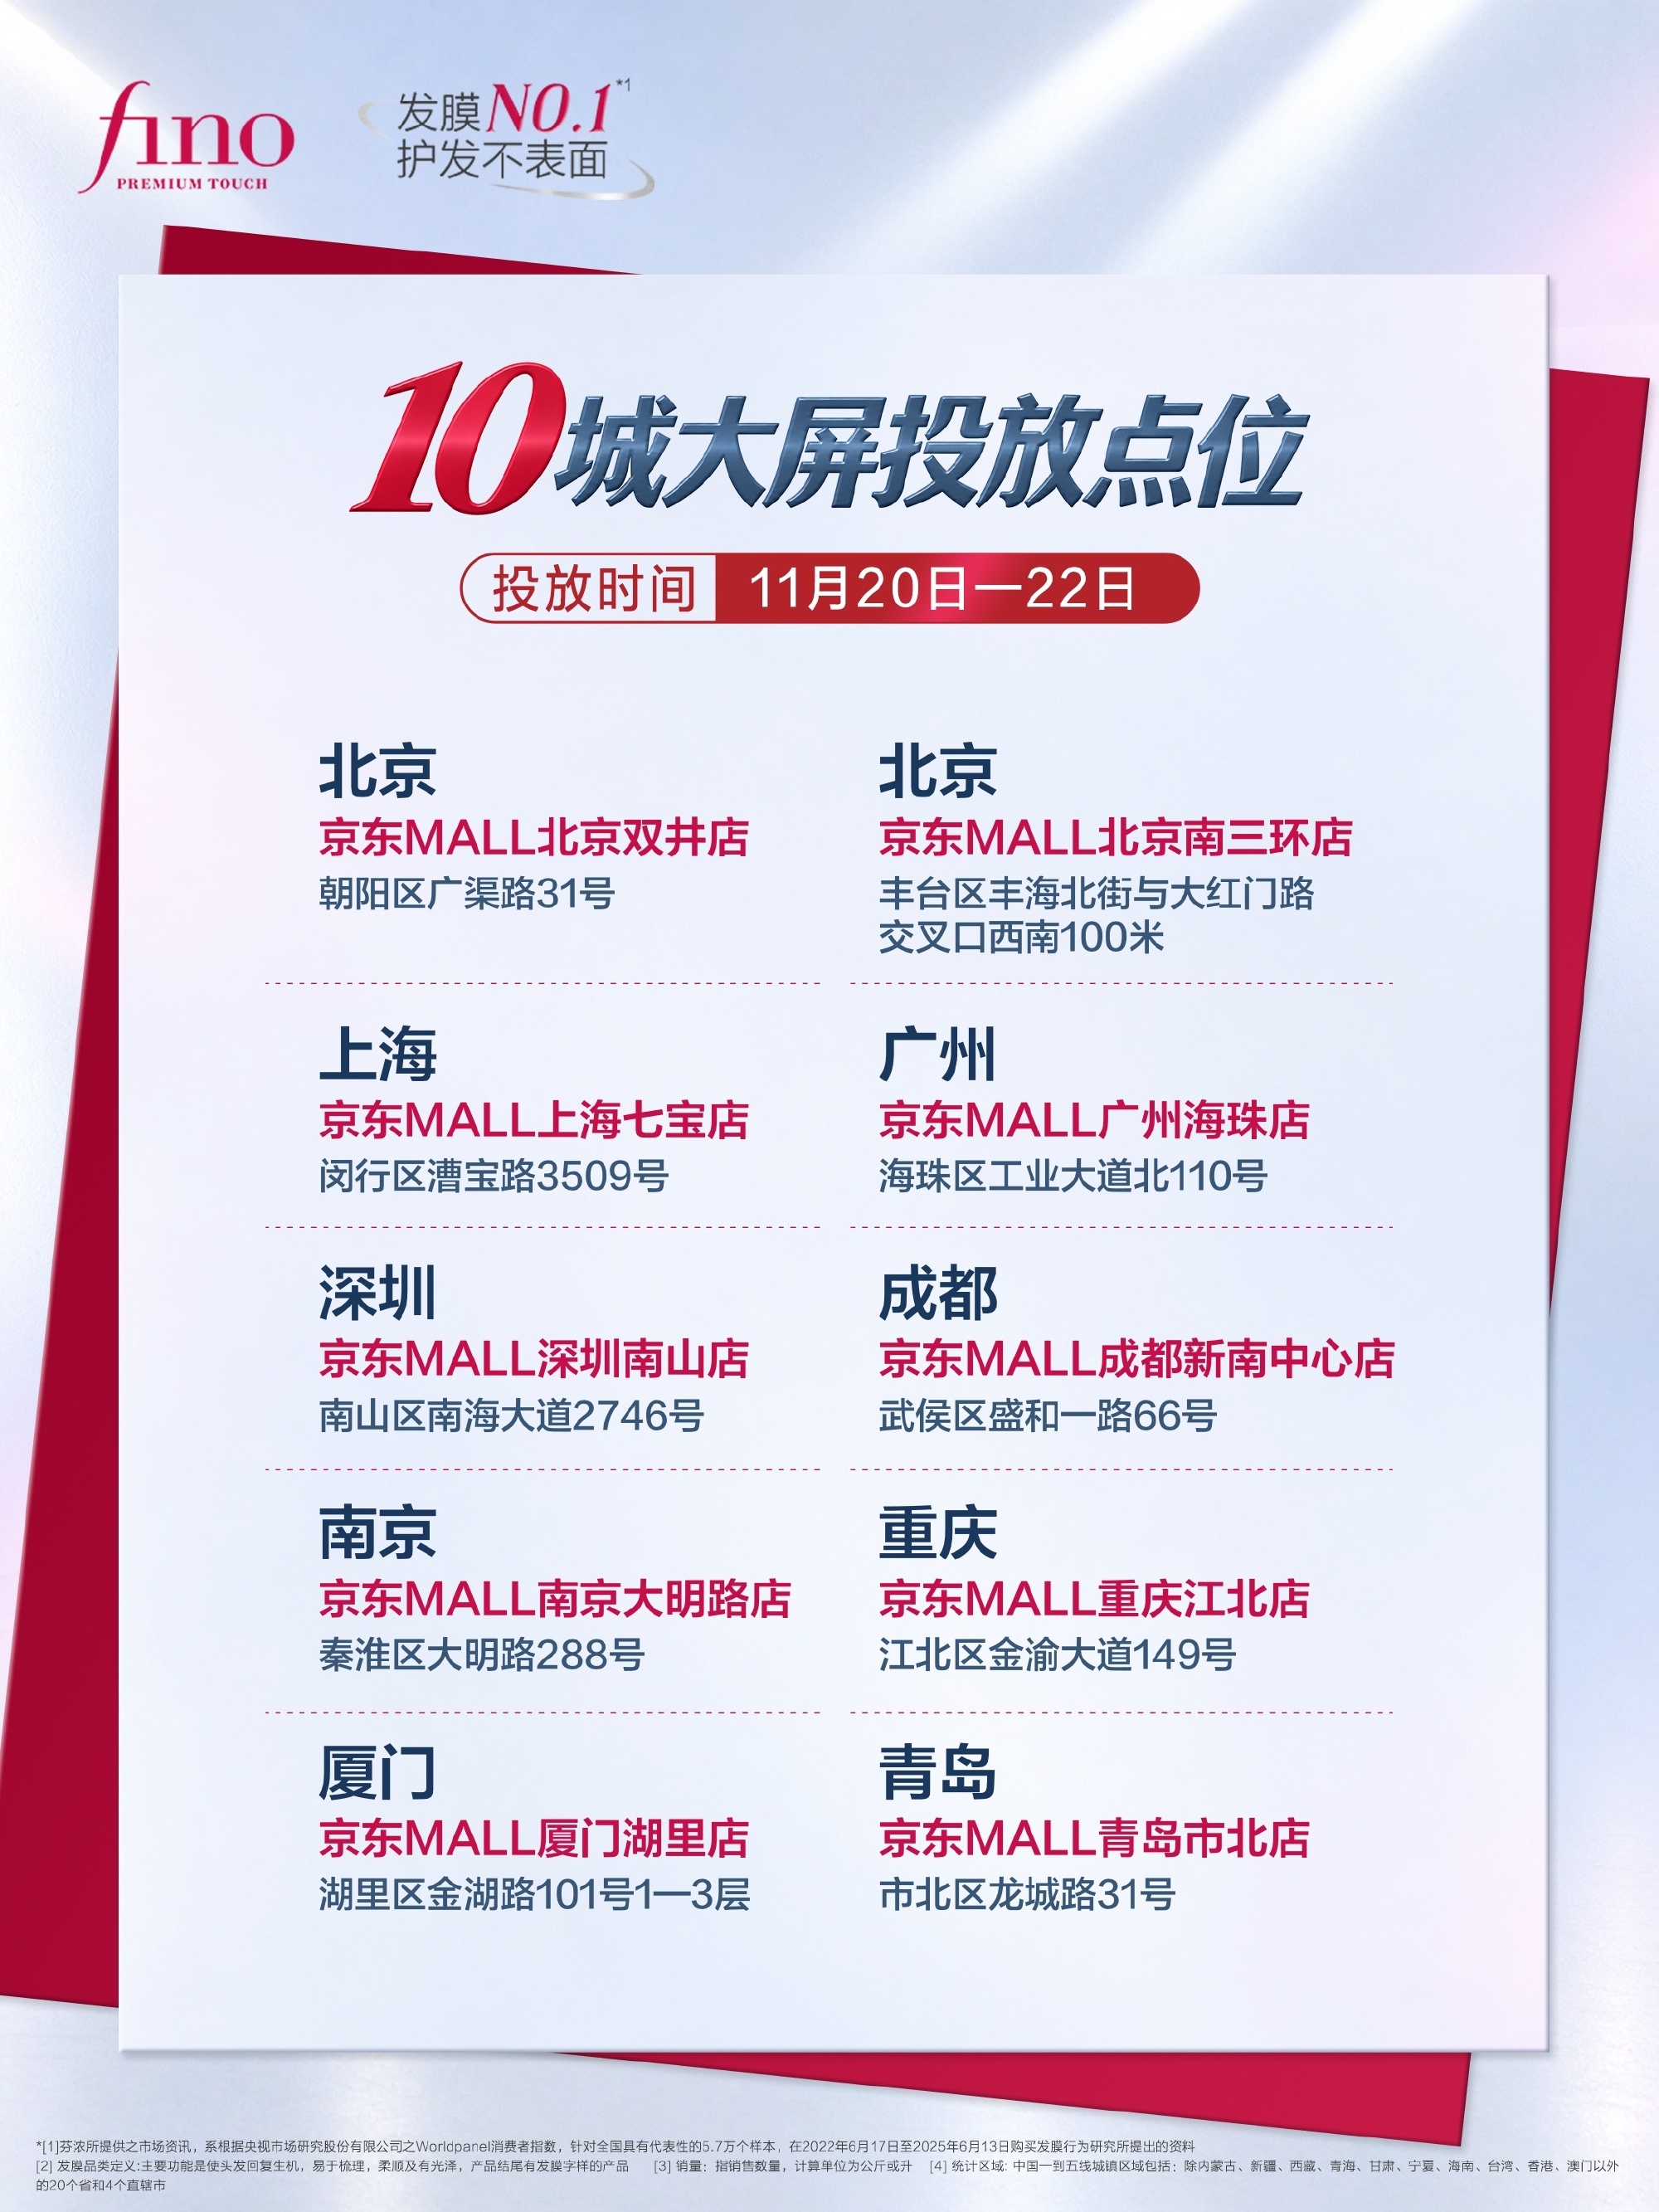 fino
PREMIUM TOUCH
发膜NO.1*1
护发不表面
10城大屏投放点位
投放时间 11月20日—22日
北京
京东MALL北京双井店
朝阳区广渠路31号
北京
京东MALL北京南三环店
丰台区丰海北街与大红门路
交叉口西南100米
上海
京东MALL上海七宝店
闵行区漕宝路3509号
广州
京东MALL广州海珠店
海珠区工业大道北110号
深圳
京东MALL深圳南山店
南山区南海大道2746号
成都
京东MALL成都新南中心店
武侯区盛和一路66号
南京
京东MALL南京大明路店
秦淮区大明路288号
重庆
京东MALL重庆江北店
江北区金渝大道149号
厦门
京东MALL厦门湖里店
湖里区金湖路101号1—3层
青岛
京东MALL青岛市北店
市北区龙城路31号
*[1]芬浓所提供之市场资讯，系根据央视市场研究股份有限公司之Worldpanel消费者指数，针对全国具有代表性的5.7万个样本，在2022年6月17日至2025年6月13日购买发膜行为研究所提出的资料
[2] 发膜品类定义:主要功能是使头发回复生机，易于梳理，柔顺及有光泽，产品结尾有发膜字样的产品 [3] 销量：指销售数量，计算单位为公斤或升 [4] 统计区域: 中国一到五线城镇区域包括：除内蒙古、新疆、西藏、青海、甘肃、宁夏、海南、台湾、香港、澳门以外
的20个省和4个直辖市